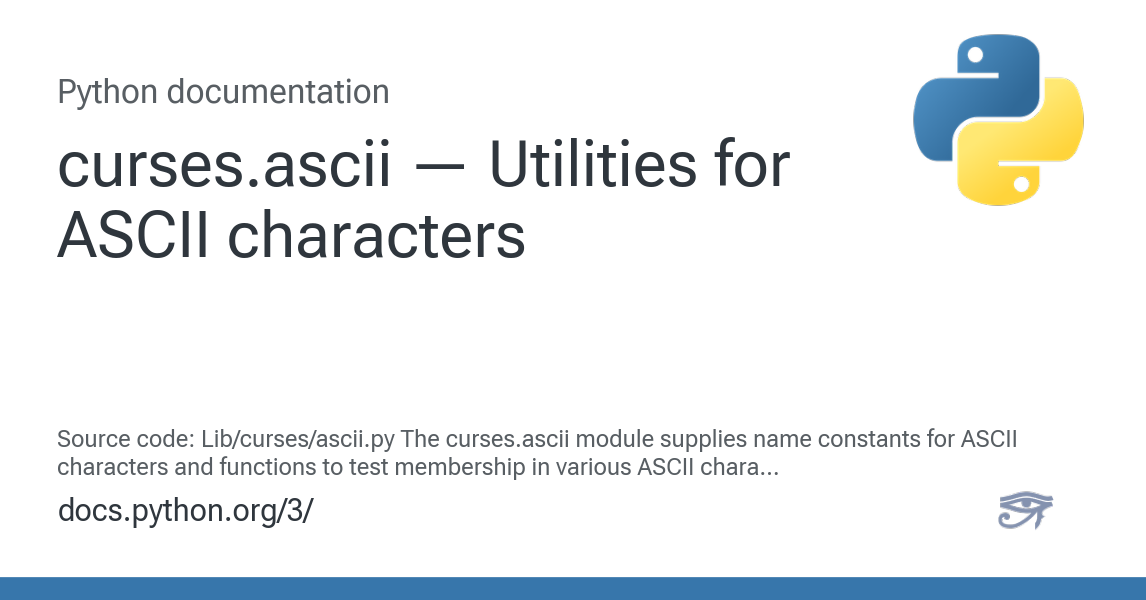 Python documentation
curses.ascii — Utilities for
ASCII characters
Source code: Lib/curses/ascii.py The curses.ascii module supplies name constants for ASCII
characters and functions to test membership in various ASCII chara...
docs.python.org/3/